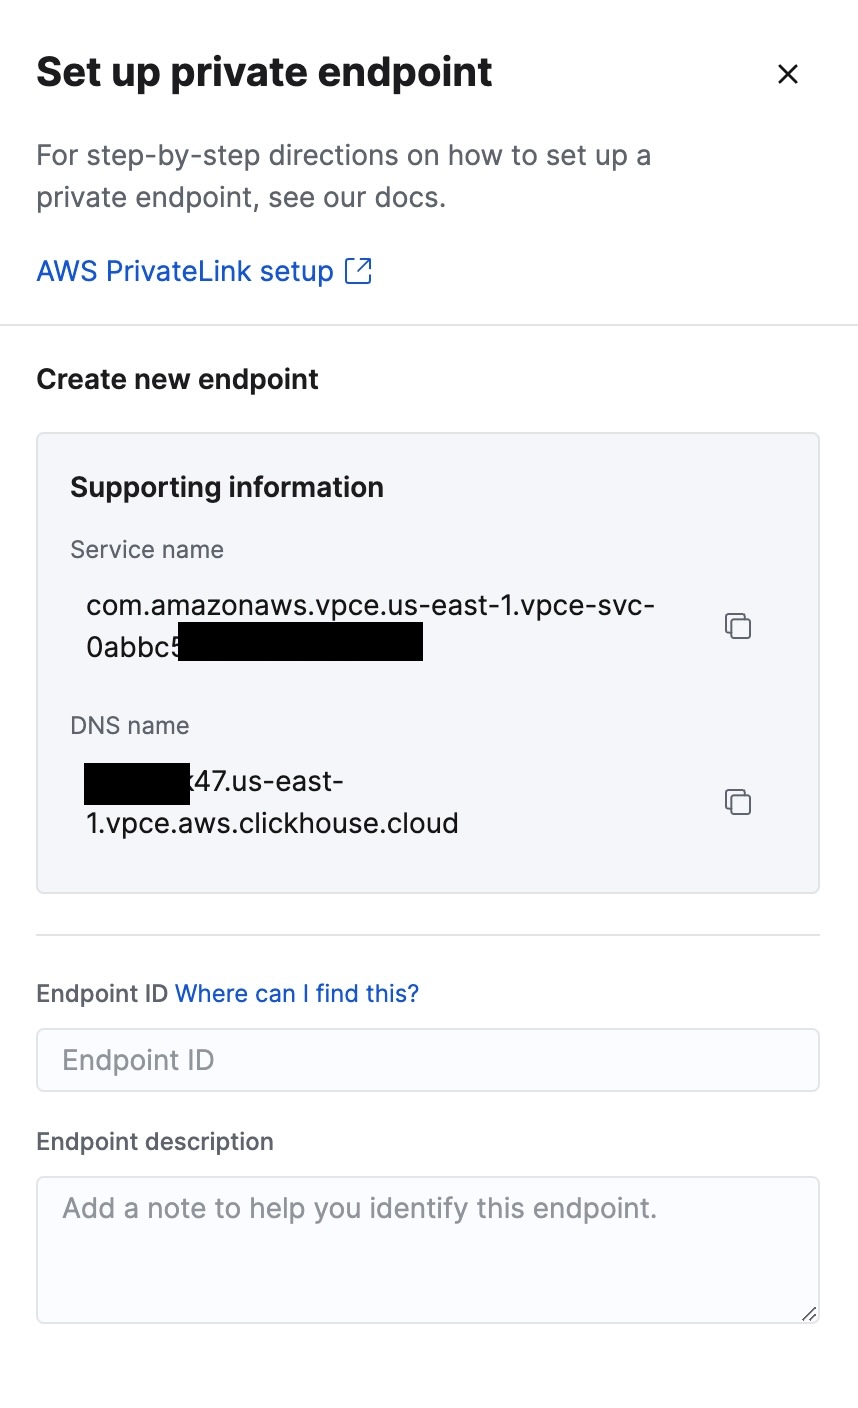 Set up private endpoint
For step-by-step directions on how to set up a
private endpoint, see our docs.
AWS PrivateLink setup
Create new endpoint
Supporting information
Service name
com.amazonaws.vpce.us-east-1.vpce-svc-
0abbc5
DNS name
k47.us-east-
1.vpce.aws.clickhouse.cloud
Endpoint ID Where can I find this?
Endpoint ID
Endpoint description
Add a note to help you identify this endpoint.